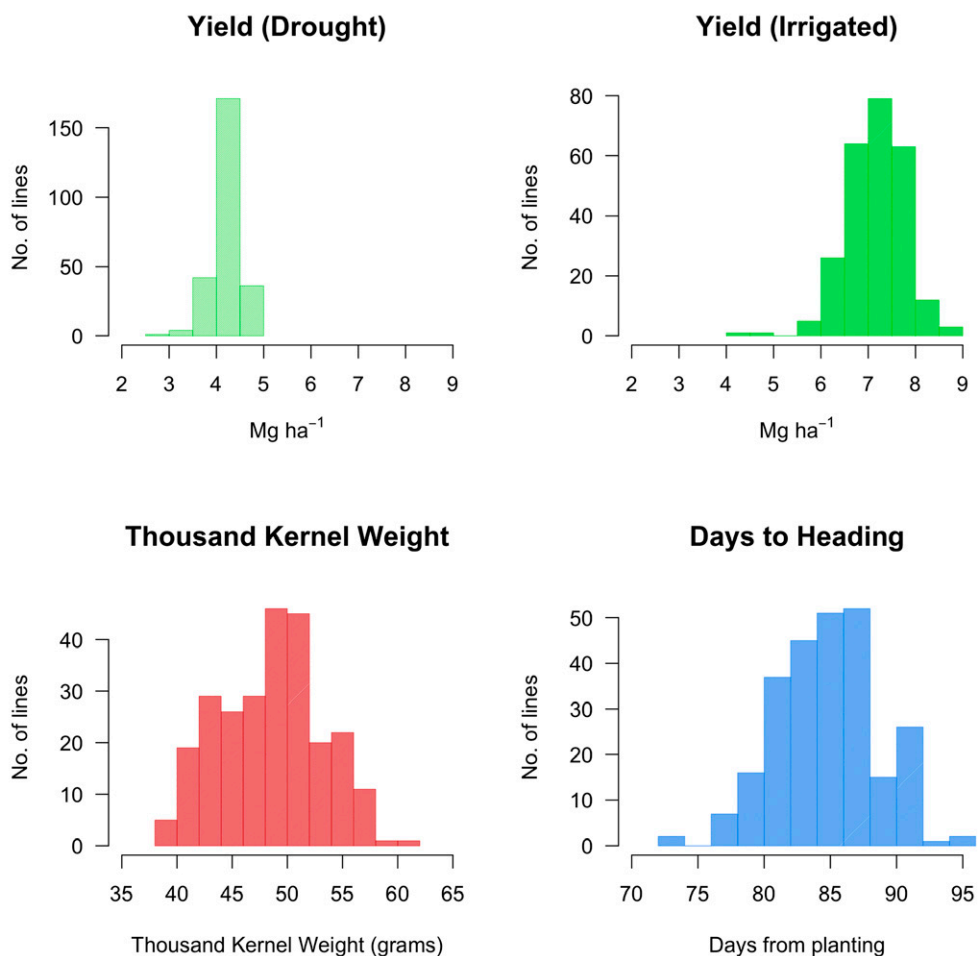 Yield (Drought)
No. of lines
150
100
50
0
2 3 4 5 6 7 8 9
Mg ha⁻¹
Yield (Irrigated)
No. of lines
80
60
40
20
0
2 3 4 5 6 7 8 9
Mg ha⁻¹
Thousand Kernel Weight
No. of lines
40
30
20
10
0
35 40 45 50 55 60 65
Thousand Kernel Weight (grams)
Days to Heading
No. of lines
50
40
30
20
10
0
70 75 80 85 90 95
Days from planting